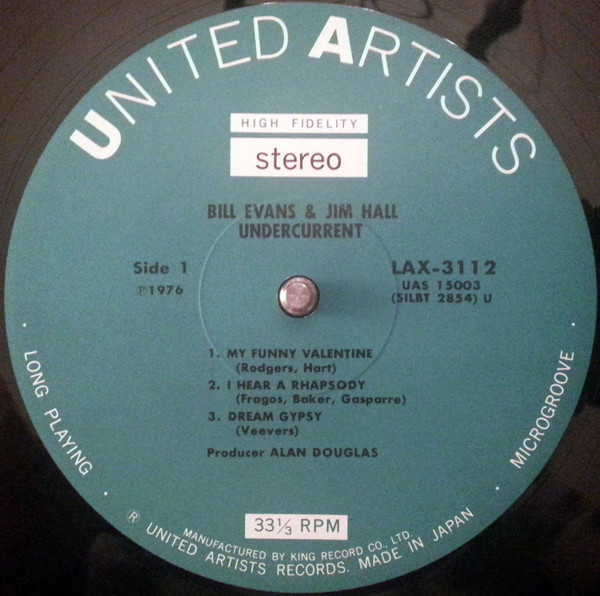 UNITED ARTISTS
HIGH FIDELITY
stereo
BILL EVANS & JIM HALL
UNDERCURRENT
Side 1
℗1976
LAX-3112
UAS 15003
(5ILBT 2854) U
1. MY FUNNY VALENTINE
(Rodgers, Hart)
2. I HEAR A RHAPSODY
(Fragos, Baker, Gasparre)
3. DREAM GYPSY
(Veevers)
Producer ALAN DOUGLAS
· LONG PLAYING ·
· MICROGROOVE ·
33⅓ RPM
MANUFACTURED BY KING RECORD CO., LTD.
® UNITED ARTISTS RECORDS. MADE IN JAPAN